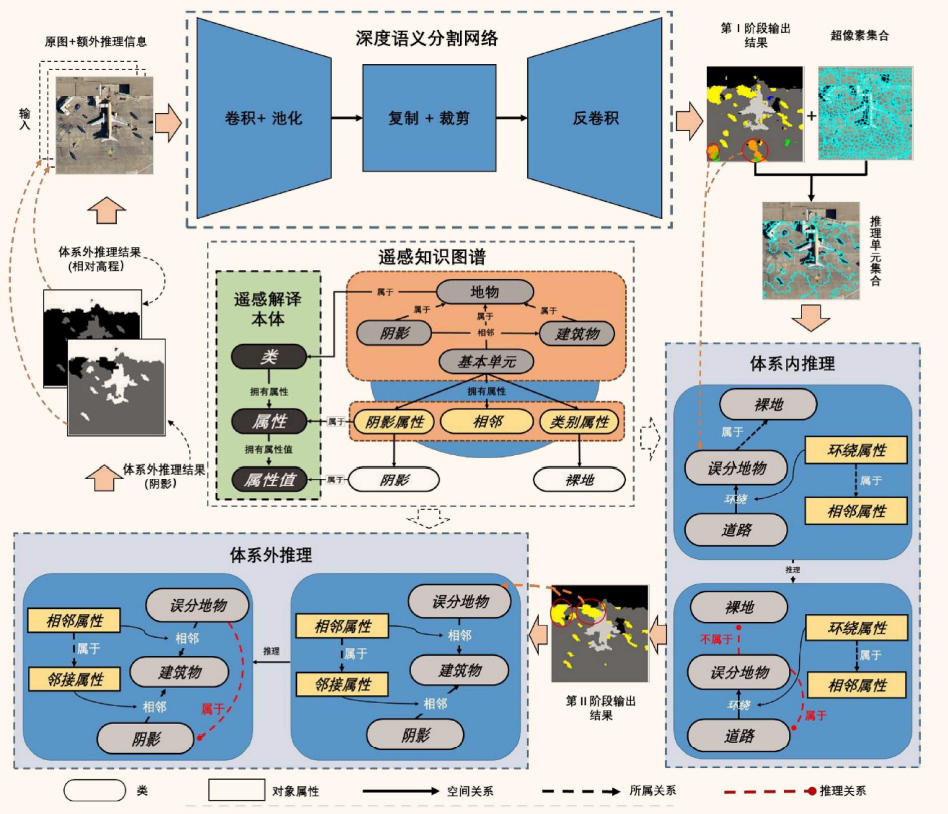 原图+额外推理信息
输入
深度语义分割网络
卷积+ 池化
复制 + 裁剪
反卷积
第 I 阶段输出
结果
超像素集合
+
推理单元集合
体系外推理结果
(相对高程)
体系外推理结果
(阴影)
遥感知识图谱
遥感解译
本体
类
拥有属性
属性
拥有属性值
属性值
地物
属于
属于
属于
属于
阴影
相邻
建筑物
基本单元
拥有属性
属于
阴影属性
相邻
类别属性
属于
阴影
裸地
体系内推理
裸地
属于
误分地物
环绕属性
环绕
属于
道路
相邻属性
推理
裸地
不属于
环绕属性
误分地物
属于
环绕
属于
相邻属性
道路
体系外推理
误分地物
相邻属性
相邻
属于
建筑物
邻接属性
相邻
属于
阴影
推理
误分地物
相邻属性
相邻
属于
建筑物
邻接属性
相邻
阴影
第 II 阶段输出
结果
类
对象属性
空间关系
所属关系
推理关系